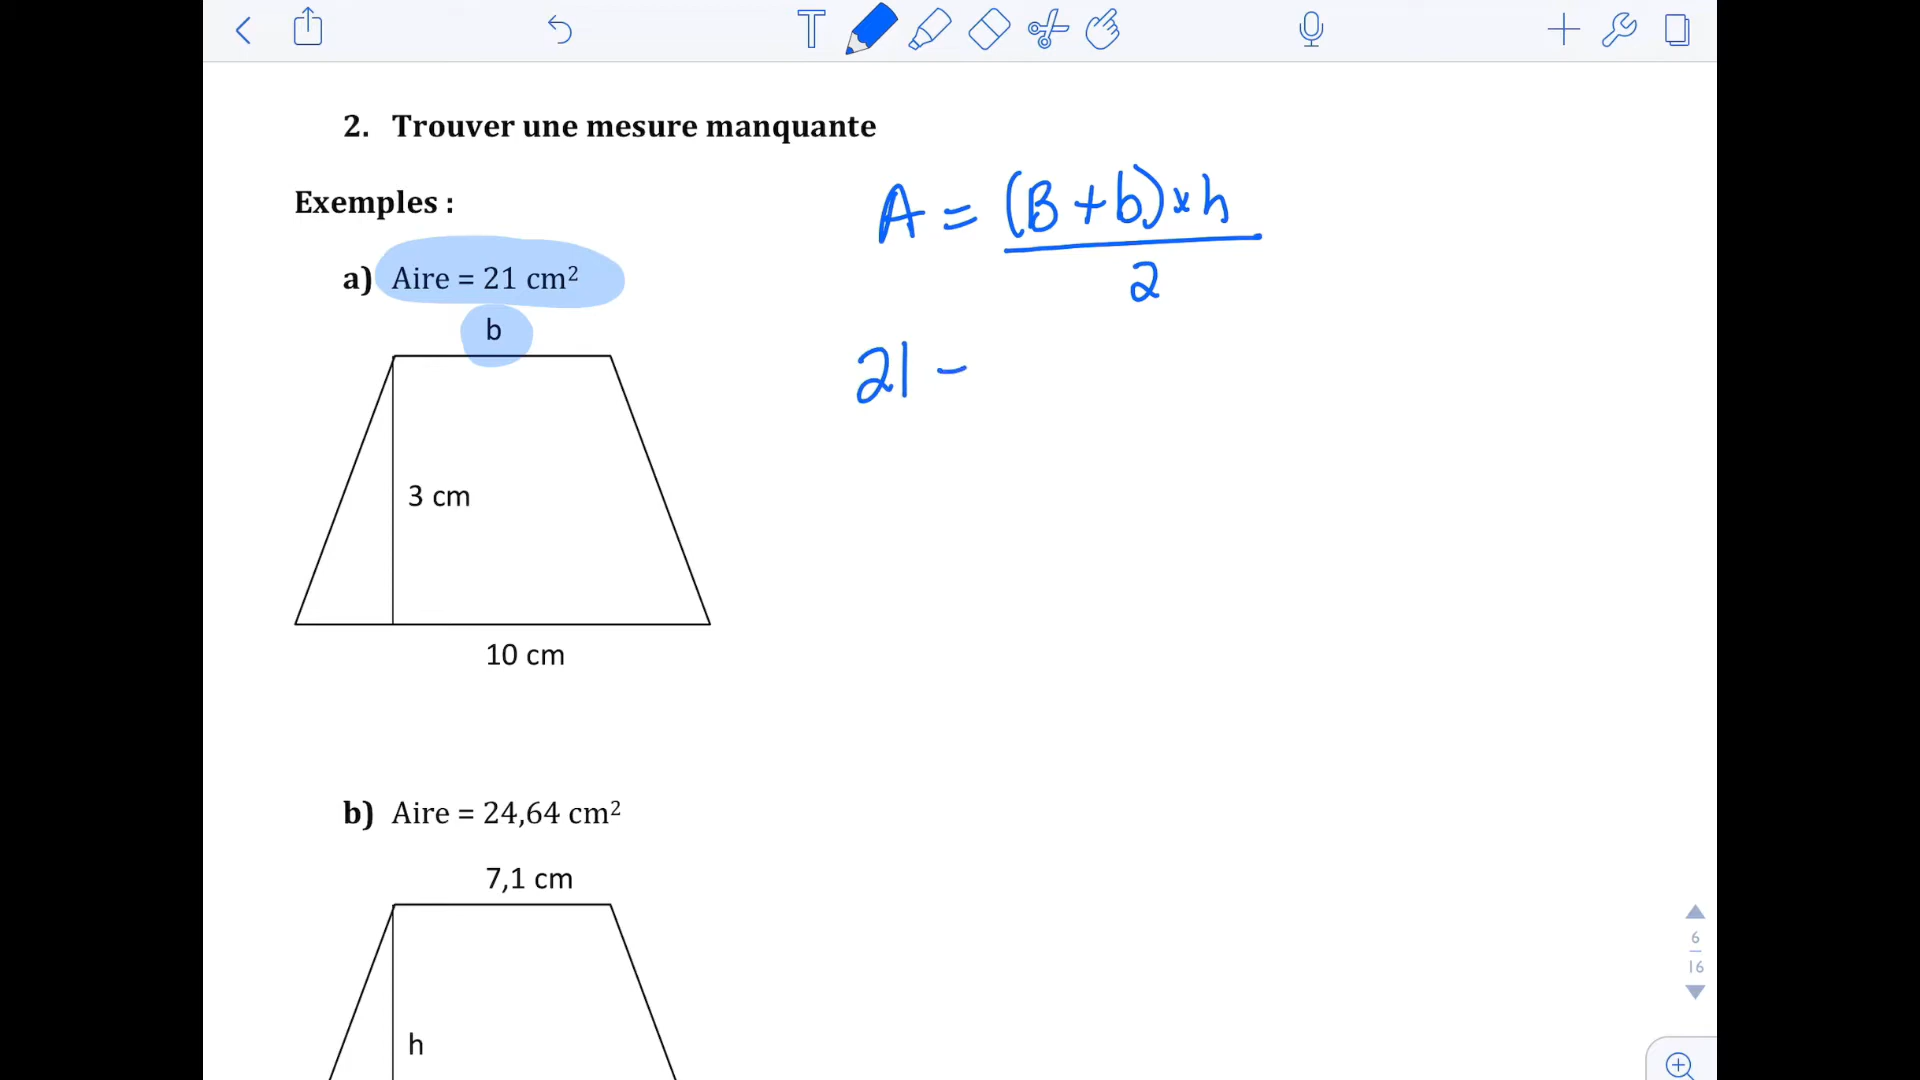 2. Trouver une mesure manquante
Exemples :
A = (B + b) × h
2
a) Aire = 21 cm²
b
21 -
3 cm
10 cm
b) Aire = 24,64 cm²
7,1 cm
h
6
16